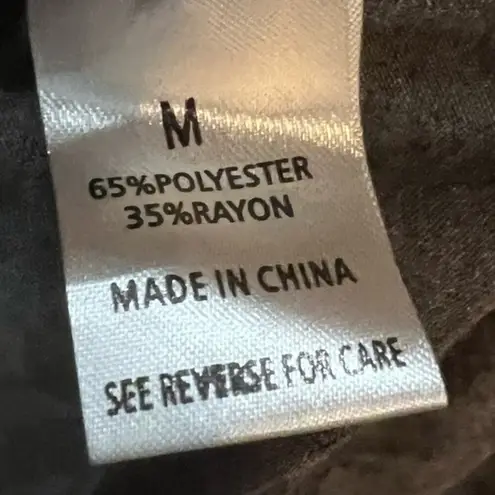 M
65%POLYESTER
35%RAYON
MADE IN CHINA
SEE REVERSE FOR CARE